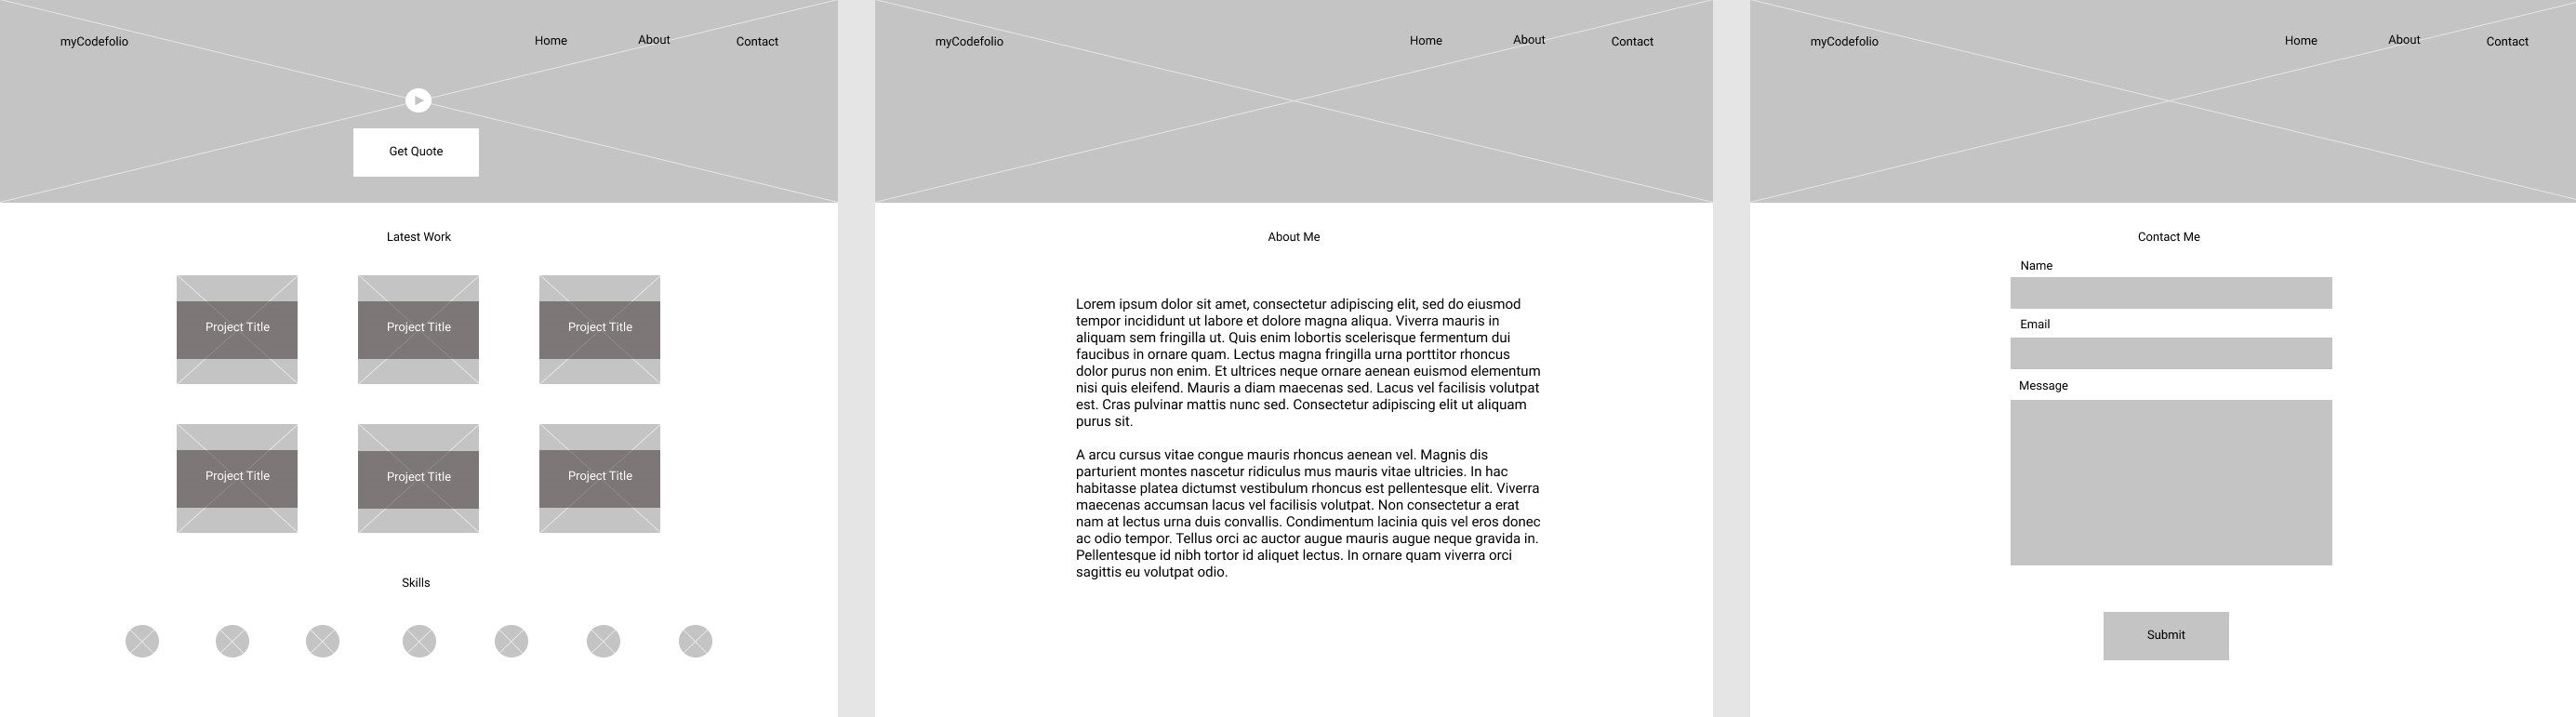 myCodefolio
Home
About
Contact
Get Quote
Latest Work
Project Title
Project Title
Project Title
Project Title
Project Title
Project Title
Skills
myCodefolio
Home
About
Contact
About Me
Lorem ipsum dolor sit amet, consectetur adipiscing elit, sed do eiusmod
tempor incididunt ut labore et dolore magna aliqua. Viverra mauris in
aliquam sem fringilla ut. Quis enim lobortis scelerisque fermentum dui
faucibus in ornare quam. Lectus magna fringilla urna porttitor rhoncus
dolor purus non enim. Et ultrices neque ornare aenean euismod elementum
nisi quis eleifend. Mauris a diam maecenas sed. Lacus vel facilisis volutpat
est. Cras pulvinar mattis nunc sed. Consectetur adipiscing elit ut aliquam
purus sit.
A arcu cursus vitae congue mauris rhoncus aenean vel. Magnis dis
parturient montes nascetur ridiculus mus mauris vitae ultricies. In hac
habitasse platea dictumst vestibulum rhoncus est pellentesque elit. Viverra
maecenas accumsan lacus vel facilisis volutpat. Non consectetur a erat
nam at lectus urna duis convallis. Condimentum lacinia quis vel eros donec
ac odio tempor. Tellus orci ac auctor augue mauris augue neque gravida in.
Pellentesque id nibh tortor id aliquet lectus. In ornare quam viverra orci
sagittis eu volutpat odio.
myCodefolio
Home
About
Contact
Contact Me
Name
Email
Message
Submit